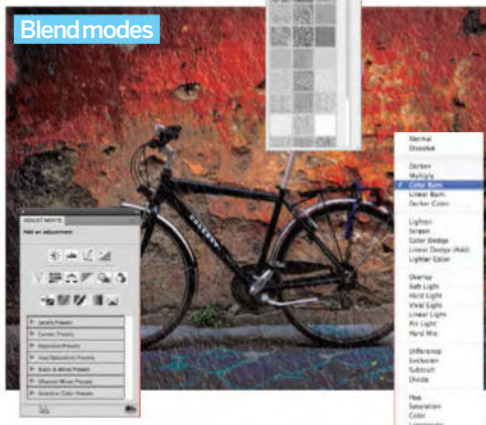 Blend modes
ADJUSTMENTS
Add an adjustment
Levels Presets
Curves Presets
Exposure Presets
Hue/Saturation Presets
Black & White Presets
Channel Mixer Presets
Selective Color Presets
Normal
Dissolve
Darken
Multiply
Color Burn
Linear Burn
Darker Color
Lighten
Screen
Color Dodge
Linear Dodge (Add)
Lighter Color
Overlay
Soft Light
Hard Light
Vivid Light
Linear Light
Pin Light
Hard Mix
Difference
Exclusion
Subtract
Divide
Hue
Saturation
Color